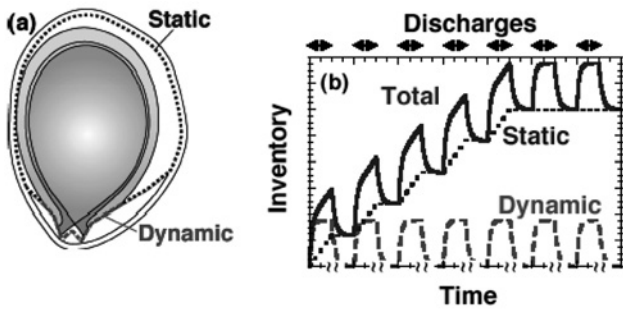 (a)
Static
Dynamic
Discharges
(b)
Total
Static
Dynamic
Inventory
Time